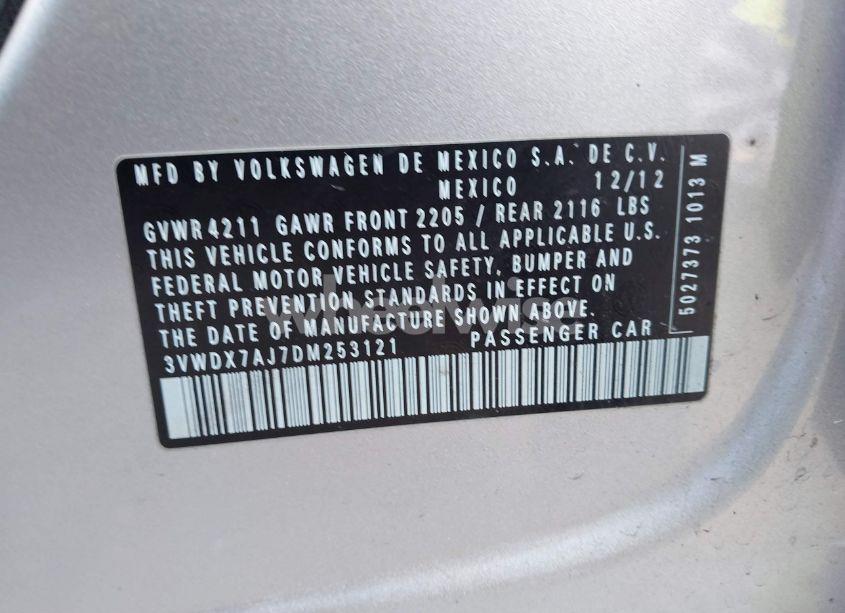 MFD BY VOLKSWAGEN DE MEXICO S.A. DE C.V.
MEXICO 12/12
GVWR 4211 GAWR FRONT 2205 / REAR 2116 LBS
THIS VEHICLE CONFORMS TO ALL APPLICABLE U.S.
FEDERAL MOTOR VEHICLE SAFETY, BUMPER AND
THEFT PREVENTION STANDARDS IN EFFECT ON
THE DATE OF MANUFACTURE SHOWN ABOVE.
3VWDX7AJ7DM253121 PASSENGER CAR
5027373 1013 M
wheelwise